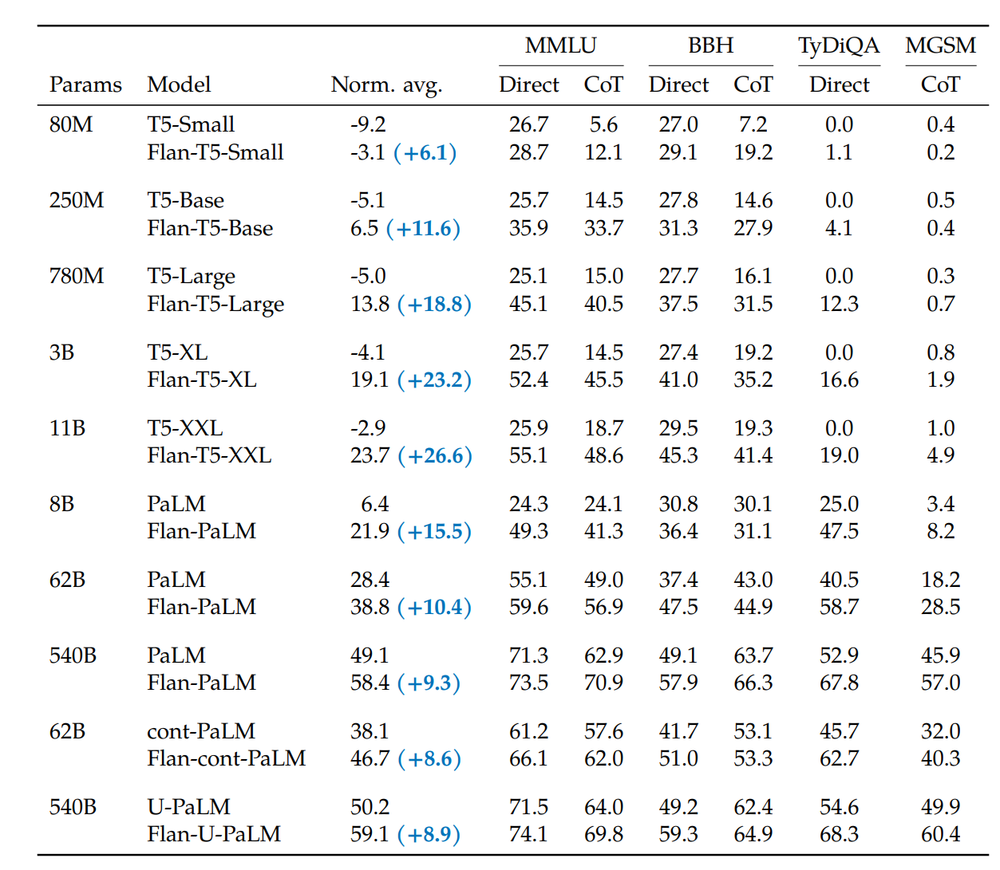 MMLU BBH TyDiQA MGSM
Params Model Norm. avg. Direct CoT Direct CoT Direct CoT
80M T5-Small -9.2 26.7 5.6 27.0 7.2 0.0 0.4
Flan-T5-Small -3.1 (+6.1) 28.7 12.1 29.1 19.2 1.1 0.2
250M T5-Base -5.1 25.7 14.5 27.8 14.6 0.0 0.5
Flan-T5-Base 6.5 (+11.6) 35.9 33.7 31.3 27.9 4.1 0.4
780M T5-Large -5.0 25.1 15.0 27.7 16.1 0.0 0.3
Flan-T5-Large 13.8 (+18.8) 45.1 40.5 37.5 31.5 12.3 0.7
3B T5-XL -4.1 25.7 14.5 27.4 19.2 0.0 0.8
Flan-T5-XL 19.1 (+23.2) 52.4 45.5 41.0 35.2 16.6 1.9
11B T5-XXL -2.9 25.9 18.7 29.5 19.3 0.0 1.0
Flan-T5-XXL 23.7 (+26.6) 55.1 48.6 45.3 41.4 19.0 4.9
8B PaLM 6.4 24.3 24.1 30.8 30.1 25.0 3.4
Flan-PaLM 21.9 (+15.5) 49.3 41.3 36.4 31.1 47.5 8.2
62B PaLM 28.4 55.1 49.0 37.4 43.0 40.5 18.2
Flan-PaLM 38.8 (+10.4) 59.6 56.9 47.5 44.9 58.7 28.5
540B PaLM 49.1 71.3 62.9 49.1 63.7 52.9 45.9
Flan-PaLM 58.4 (+9.3) 73.5 70.9 57.9 66.3 67.8 57.0
62B cont-PaLM 38.1 61.2 57.6 41.7 53.1 45.7 32.0
Flan-cont-PaLM 46.7 (+8.6) 66.1 62.0 51.0 53.3 62.7 40.3
540B U-PaLM 50.2 71.5 64.0 49.2 62.4 54.6 49.9
Flan-U-PaLM 59.1 (+8.9) 74.1 69.8 59.3 64.9 68.3 60.4